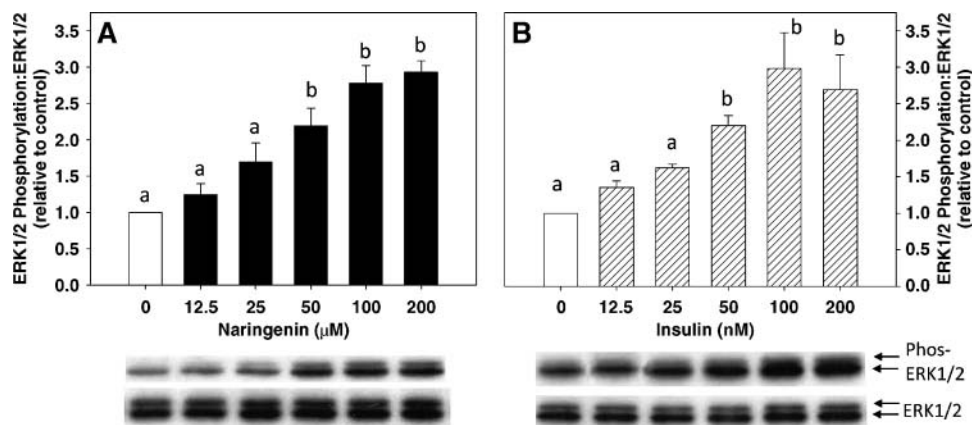 A
ERK1/2 Phosphorylation:ERK1/2
(relative to control)
3.5
3.0
2.5
2.0
1.5
1.0
0.5
0.0
a
a
a
b
b
b
0 12.5 25 50 100 200
Naringenin (μM)
B
a
a
a
b
b
b
3.5
3.0
2.5
2.0
1.5
1.0
0.5
0.0
ERK1/2 Phosphorylation:ERK1/2
(relative to control)
0 12.5 25 50 100 200
Insulin (nM)
Phos-
ERK1/2
ERK1/2